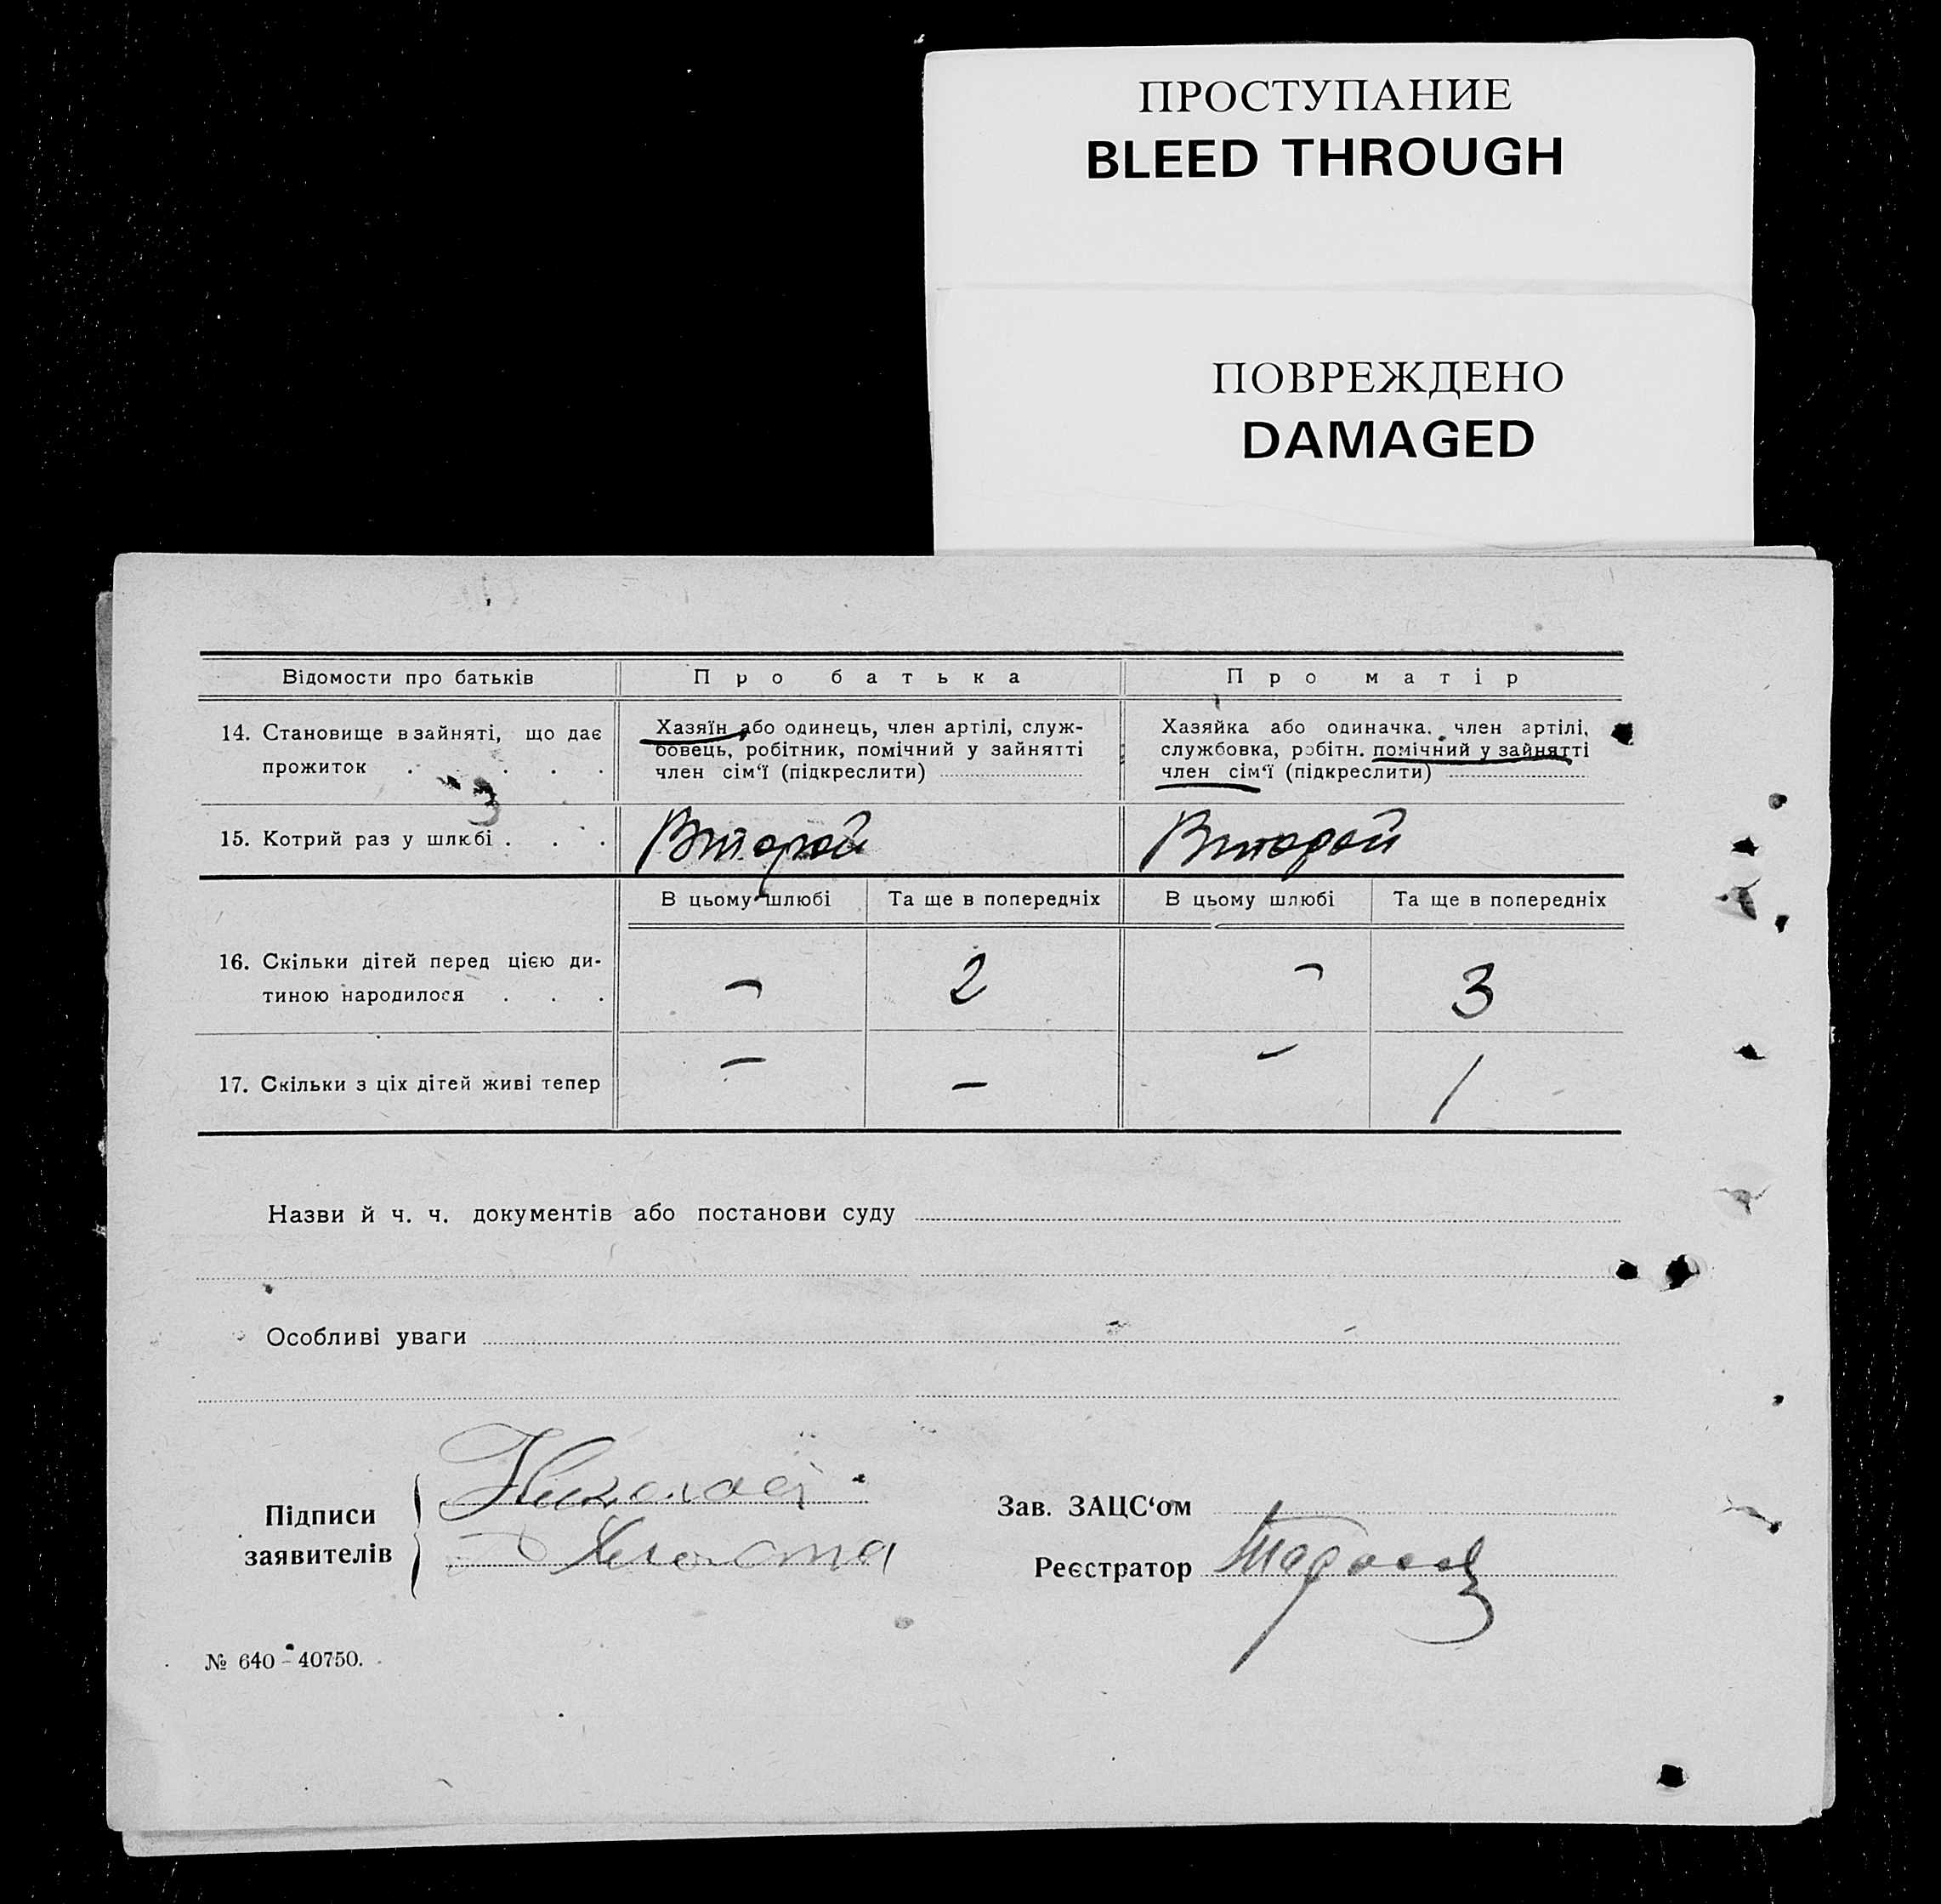 ПРОСТУПАНИЕ
BLEED THROUGH
ПОВРЕЖДЕНО
DAMAGED
Відомости про батьків
Про батька
Про матір
14. Становище в зайняті, що дає
прожиток . . . . .
Хазяїн або одинець, член артілі, служ-
бовець, робітник, помічний у зайнятті
член сім'ї (підкреслити)
Хазяйка або одиначка, член артілі,
службовка, робітн. помічний у зайнятті
член сім'ї (підкреслити)
15. Котрий раз у шлюбі . . .
Второй
Второй
В цьому шлюбі
Та ще в попередніх
В цьому шлюбі
Та ще в попередніх
16. Скільки дітей перед цією ди-
тиною народилося . . .
–
2
–
3
17. Скільки з ціх дітей живі тепер
–
–
–
1
Назви й ч. ч. документів або постанови суду
Особливі уваги
Підписи
заявителів
Николай
Зав. ЗАЦС'ом
Реєстратор
№ 640 - 40750.